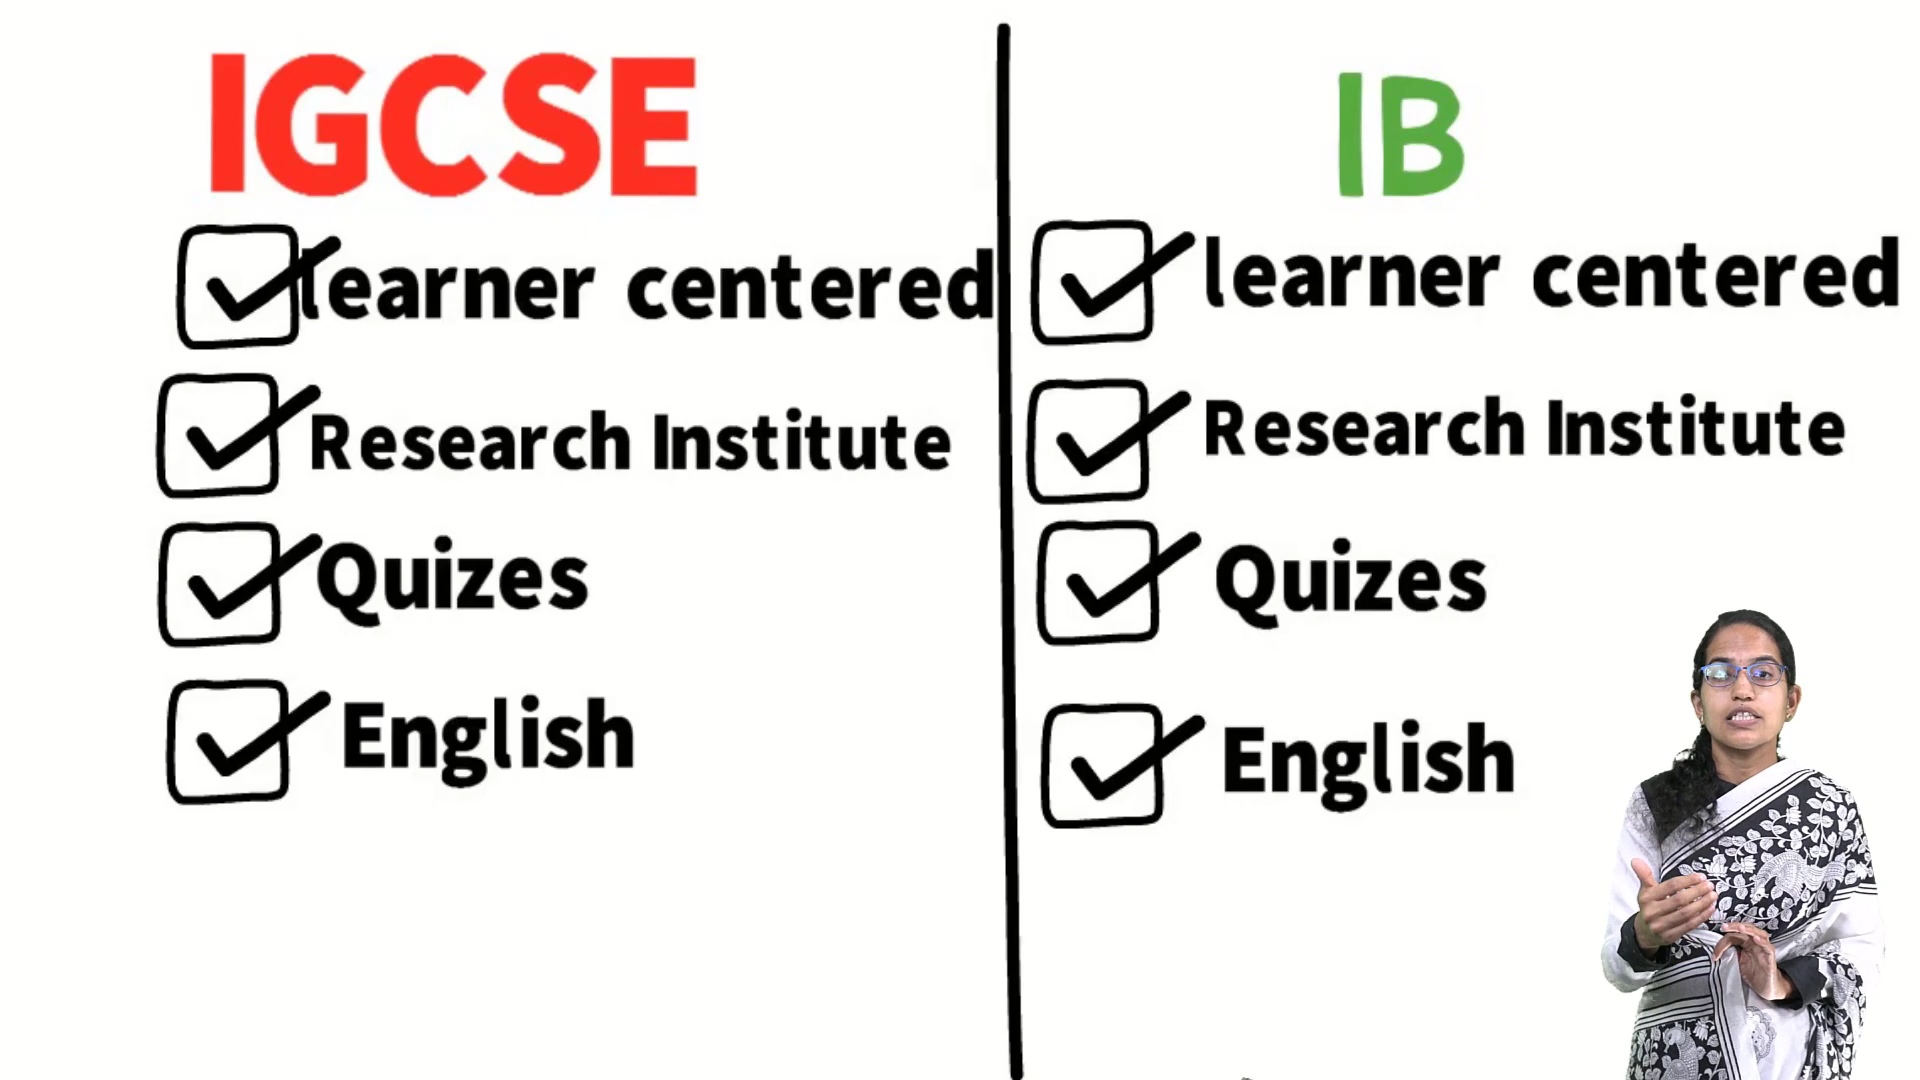 IGCSE
learner centered
Research Institute
Quizes
English
IB
learner centered
Research Institute
Quizes
English